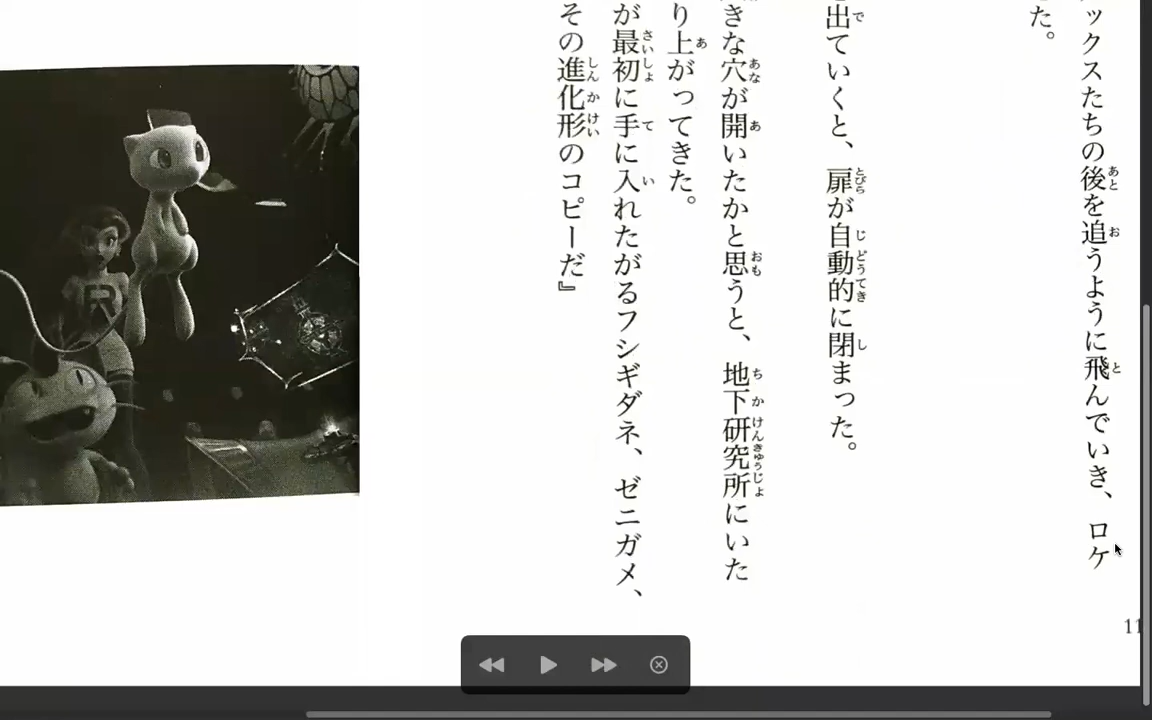 ックスたちの後を追うように飛んでいき、ロケ
た。
出ていくと、扉が自動的に閉まった。
きな穴が開いたかと思うと、地下研究所にいた
り上がってきた。
が最初に手に入れたがるフシギダネ、ゼニガメ、
その進化形のコピーだ』
R
11